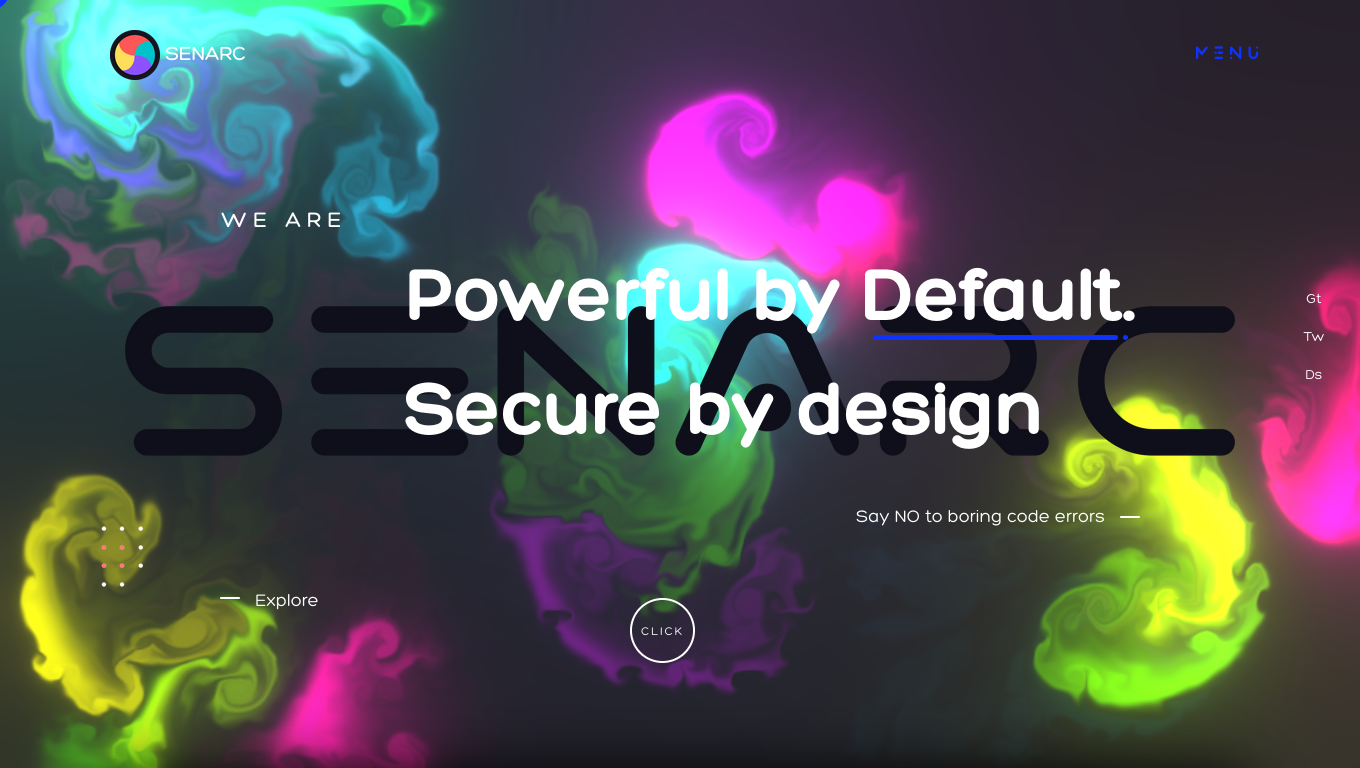 SENARC
MENU
WE ARE
Powerful by Default.
SENARC
Secure by design
Gt
Tw
Ds
Say NO to boring code errors
Explore
CLICK